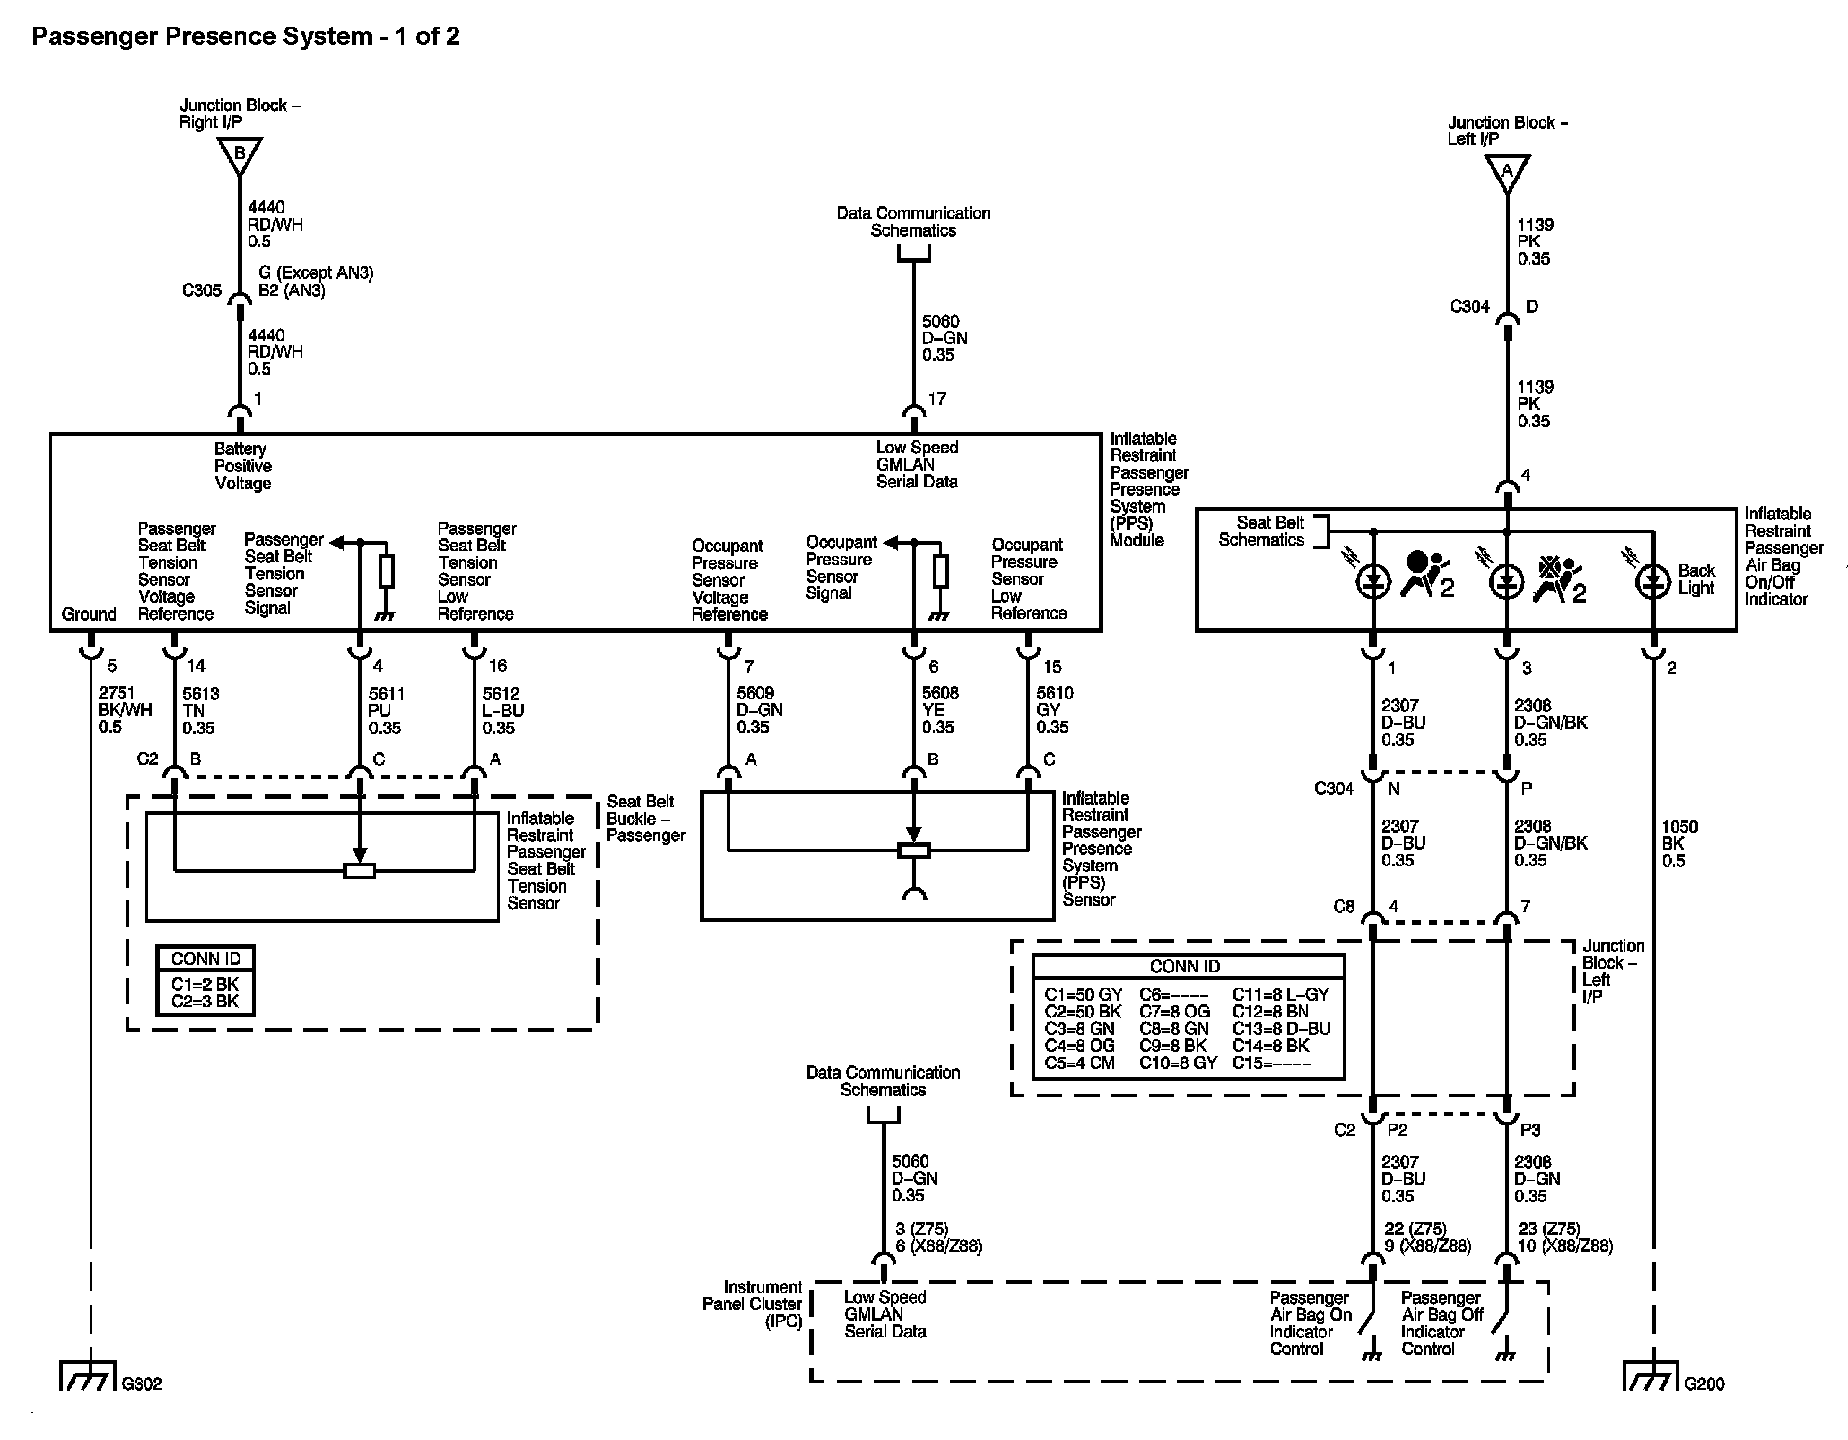 Passenger Presence System - 1 of 2
Junction Block –
Right I/P
B
4440
RD/WH
0.5
C305
G (Except AN3)
B2 (AN3)
4440
RD/WH
0.5
1
Data Communication
Schematics
5060
D–GN
0.35
17
Junction Block –
Left I/P
A
1139
PK
0.35
C304
D
1139
PK
0.35
4
Battery
Positive
Voltage
Low Speed
GMLAN
Serial Data
Inflatable
Restraint
Passenger
Presence
System
(PPS)
Module
Ground
Passenger
Seat Belt
Tension
Sensor
Voltage
Reference
Passenger
Seat Belt
Tension
Sensor
Signal
Passenger
Seat Belt
Tension
Sensor
Low
Reference
Occupant
Pressure
Sensor
Voltage
Reference
Occupant
Pressure
Sensor
Signal
Occupant
Pressure
Sensor
Low
Reference
Seat Belt
Schematics
2
2
Back
Light
Inflatable
Restraint
Passenger
Air Bag
On/Off
Indicator
5
2751
BK/WH
0.5
14
5613
TN
0.35
4
5611
PU
0.35
16
5612
L-BU
0.35
7
5609
D–GN
0.35
6
5608
YE
0.35
15
5610
GY
0.35
C2
B
C
A
A
B
C
Seat Belt
Buckle –
Passenger
Inflatable
Restraint
Passenger
Seat Belt
Tension
Sensor
CONN ID
C1=2 BK
C2=3 BK
Inflatable
Restraint
Passenger
Presence
System
(PPS)
Sensor
1
2307
D–BU
0.35
3
2308
D–GN/BK
0.35
2
C304
N
P
2307
D–BU
0.35
2308
D–GN/BK
0.35
1050
BK
0.5
C8
4
7
Junction
Block –
Left
I/P
CONN ID
C1=50 GY C6=---- C11=8 L–GY
C2=50 BK C7=8 OG C12=8 BN
C3=8 GN C8=8 GN C13=8 D–BU
C4=8 OG C9=8 BK C14=8 BK
C5=4 CM C10=8 GY C15=----
C2
P2
P3
2307
D–BU
0.35
2308
D–GN
0.35
Data Communication
Schematics
5060
D–GN
0.35
3 (Z75)
6 (X88/Z88)
22 (Z75)
9 (X88/Z88)
23 (Z75)
10 (X88/Z88)
Instrument
Panel Cluster
(IPC)
Low Speed
GMLAN
Serial Data
Passenger
Air Bag On
Indicator
Control
Passenger
Air Bag Off
Indicator
Control
G302
G200